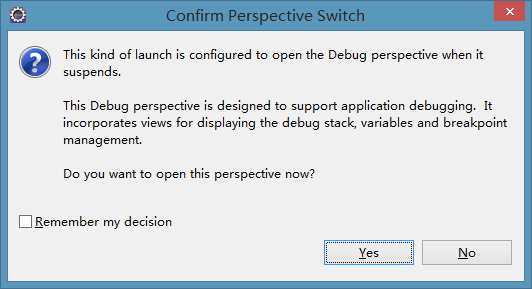 Confirm Perspective Switch
This kind of launch is configured to open the Debug perspective when it
suspends.
This Debug perspective is designed to support application debugging.  It
incorporates views for displaying the debug stack, variables and breakpoint
management.
Do you want to open this perspective now?
Remember my decision
Yes No